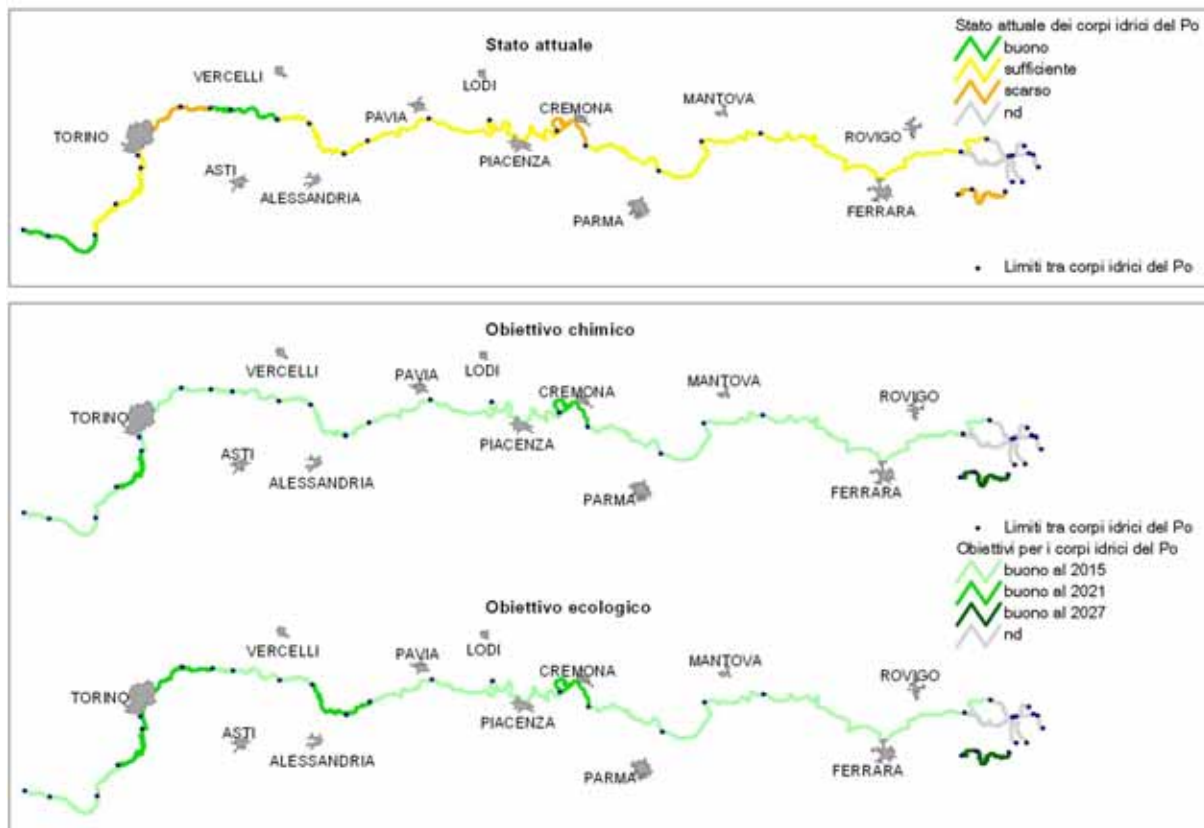 Stato attuale
Stato attuale dei corpi idrici del Po
buono
sufficiente
scarso
nd
VERCELLI
LODI
PAVIA
CREMONA
MANTOVA
TORINO
ROVIGO
PIACENZA
ASTI
ALESSANDRIA
PARMA
FERRARA
Limiti tra corpi idrici del Po
Obiettivo chimico
VERCELLI
PAVIA
LODI
CREMONA
MANTOVA
ROVIGO
TORINO
PIACENZA
ASTI
ALESSANDRIA
PARMA
FERRARA
Limiti tra corpi idrici del Po
Obiettivi per i corpi idrici del Po
buono al 2015
buono al 2021
buono al 2027
nd
Obiettivo ecologico
VERCELLI
PAVIA
LODI
CREMONA
MANTOVA
ROVIGO
TORINO
PIACENZA
ASTI
ALESSANDRIA
PARMA
FERRARA